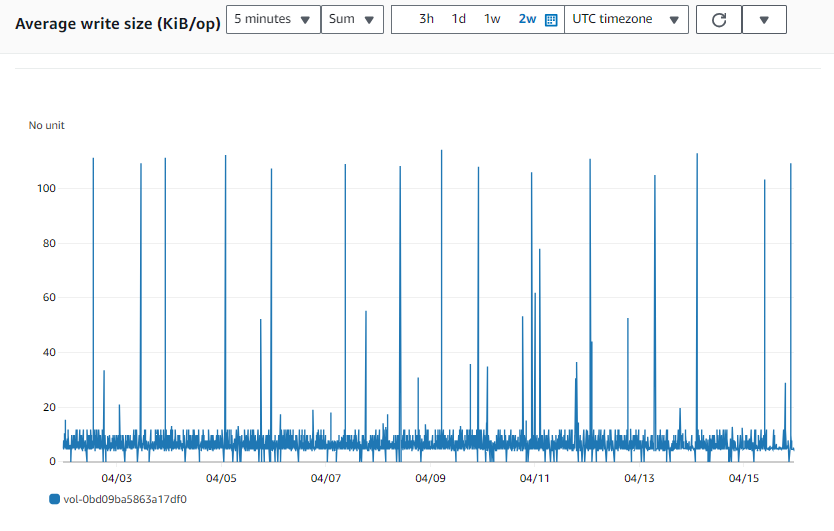 Average write size (KiB/op)
5 minutes
Sum
3h 1d 1w 2w
UTC timezone
No unit
100
80
60
40
20
0
04/03 04/05 04/07 04/09 04/11 04/13 04/15
vol-0bd09ba5863a17df0